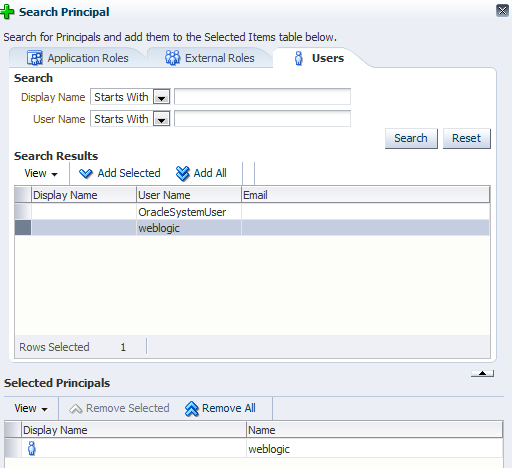 Search Principal
Search for Principals and add them to the Selected Items table below.
Application Roles External Roles Users
Search
Display Name Starts With
User Name Starts With
Search Reset
Search Results
View Add Selected Add All
Display Name User Name Email
OracleSystemUser
weblogic
Rows Selected 1
Selected Principals
View Remove Selected Remove All
Display Name Name
weblogic